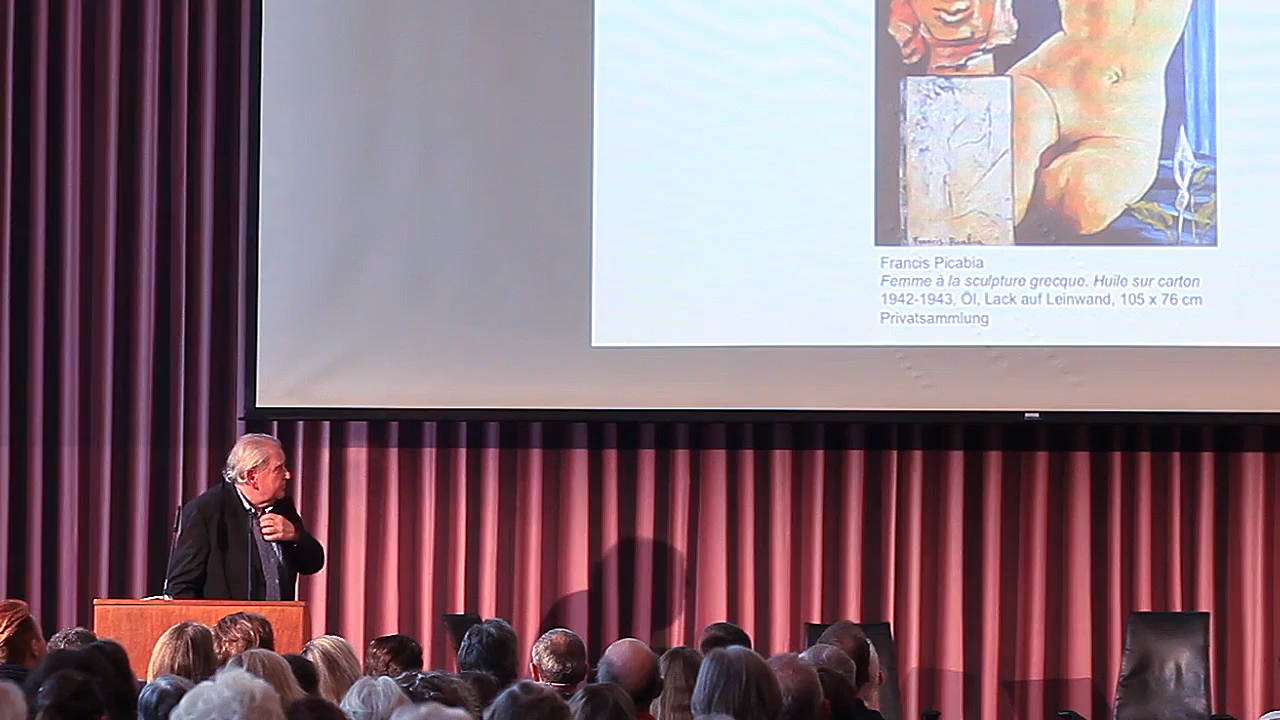 Francis Picabia
Femme à la sculpture grecque. Huile sur carton
1942-1943, Öl, Lack auf Leinwand, 105 x 76 cm
Privatsammlung